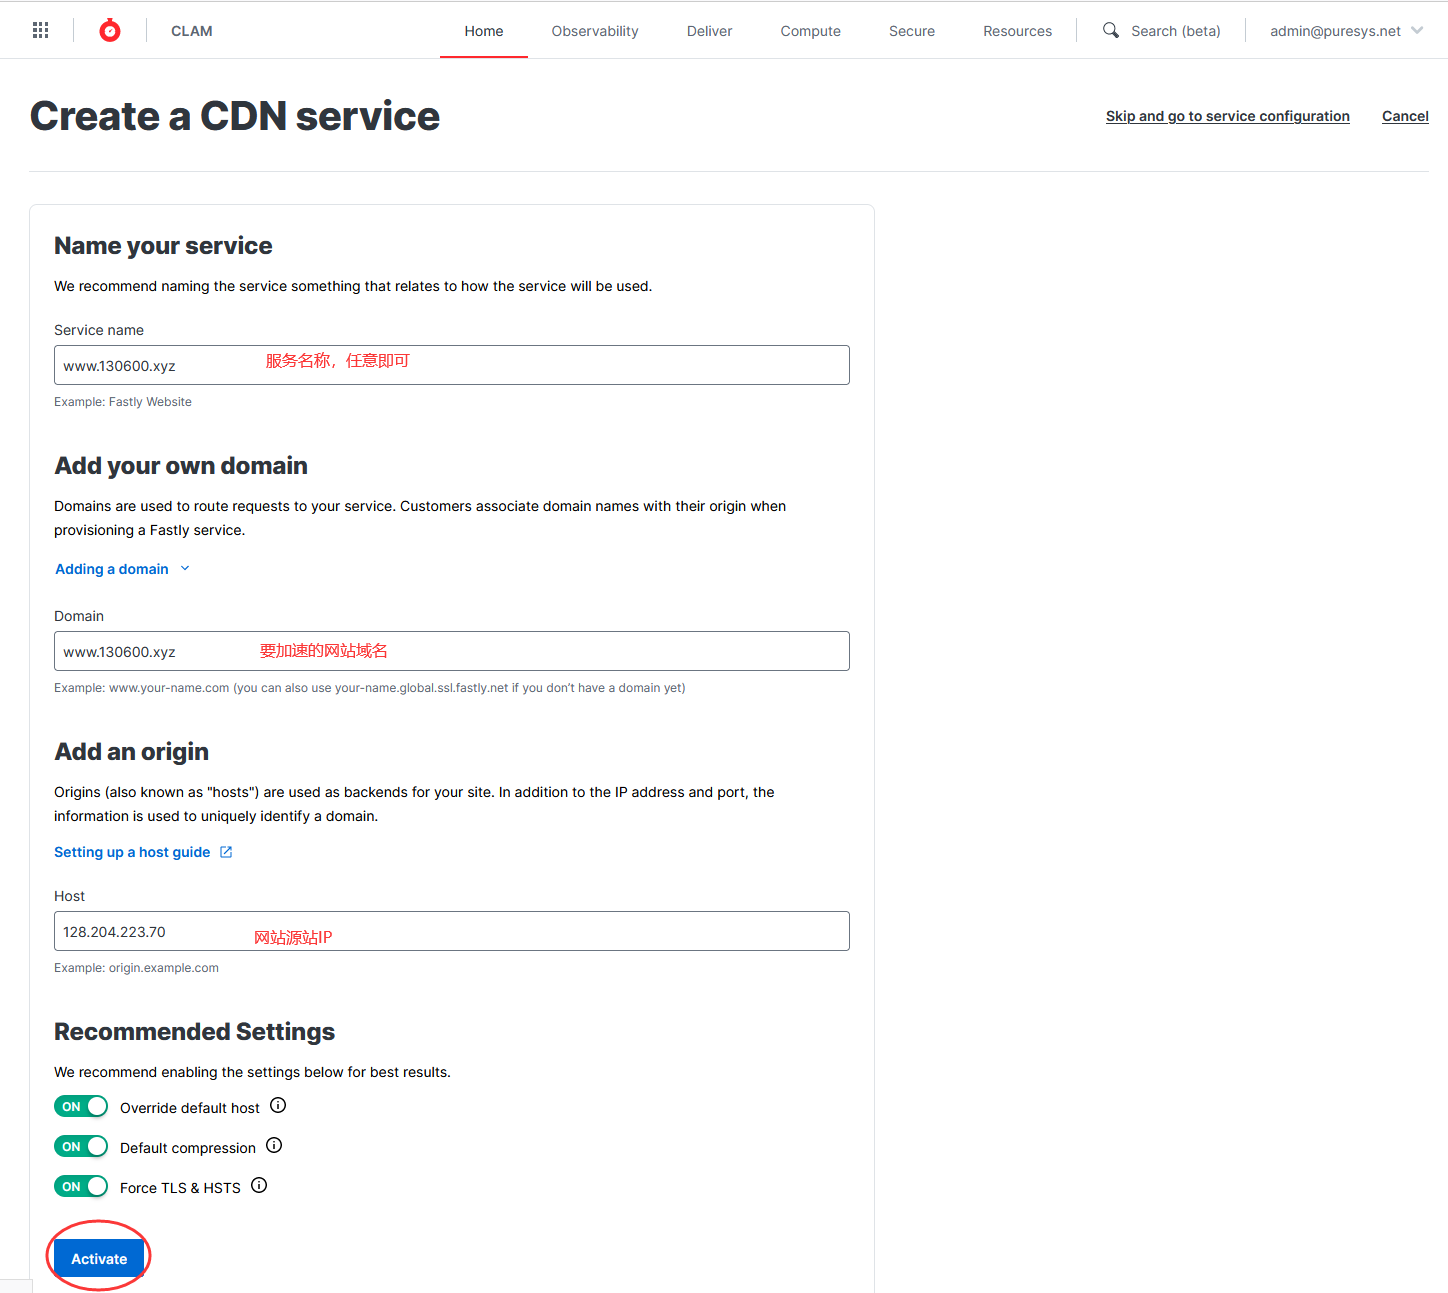 CLAM
Home
Observability
Deliver
Compute
Secure
Resources
Search (beta)
admin@puresys.net
Create a CDN service
Skip and go to service configuration
Cancel
Name your service
We recommend naming the service something that relates to how the service will be used.
Service name
www.130600.xyz
服务名称，任意即可
Example: Fastly Website
Add your own domain
Domains are used to route requests to your service. Customers associate domain names with their origin when
provisioning a Fastly service.
Adding a domain
Domain
www.130600.xyz
要加速的网站域名
Example: www.your-name.com (you can also use your-name.global.ssl.fastly.net if you don’t have a domain yet)
Add an origin
Origins (also known as "hosts") are used as backends for your site. In addition to the IP address and port, the
information is used to uniquely identify a domain.
Setting up a host guide
Host
128.204.223.70
网站源站IP
Example: origin.example.com
Recommended Settings
We recommend enabling the settings below for best results.
ON Override default host
ON Default compression
ON Force TLS & HSTS
Activate